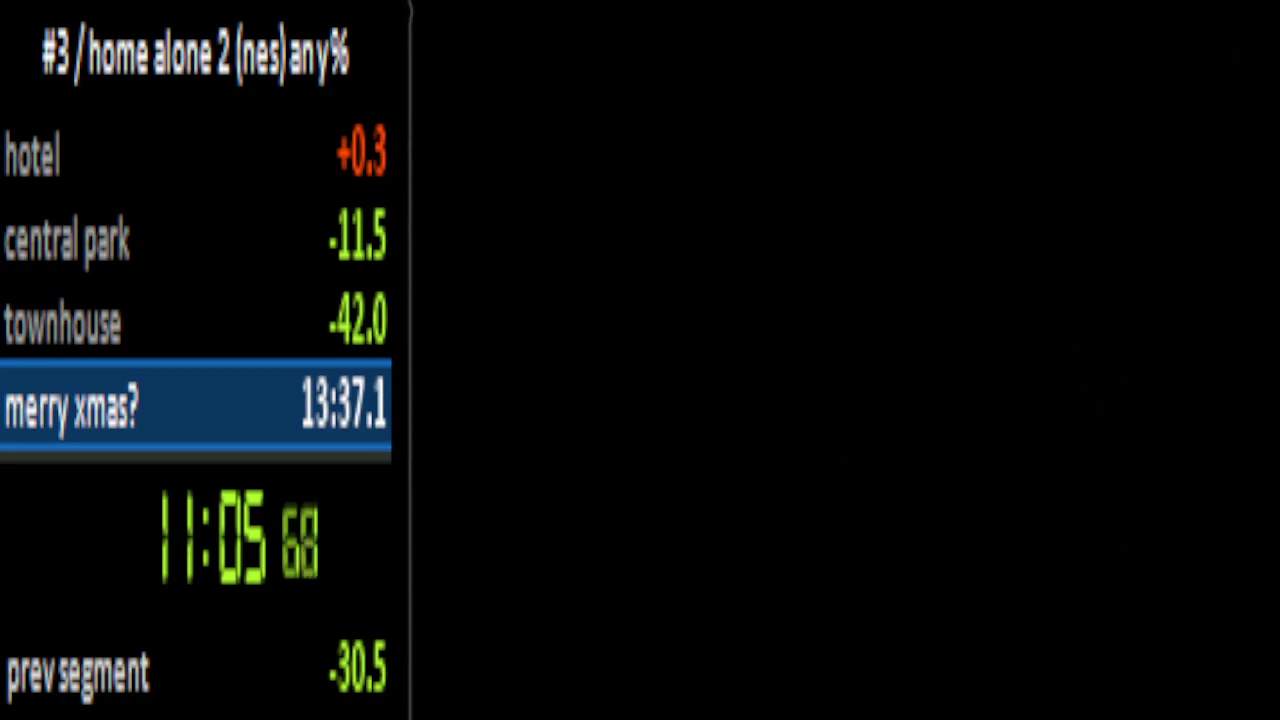 #3 / home alone 2 (nes) any%
hotel +0.3
central park -11.5
townhouse -42.0
merry xmas? 13:37.1
11:05 68
prev segment -30.5